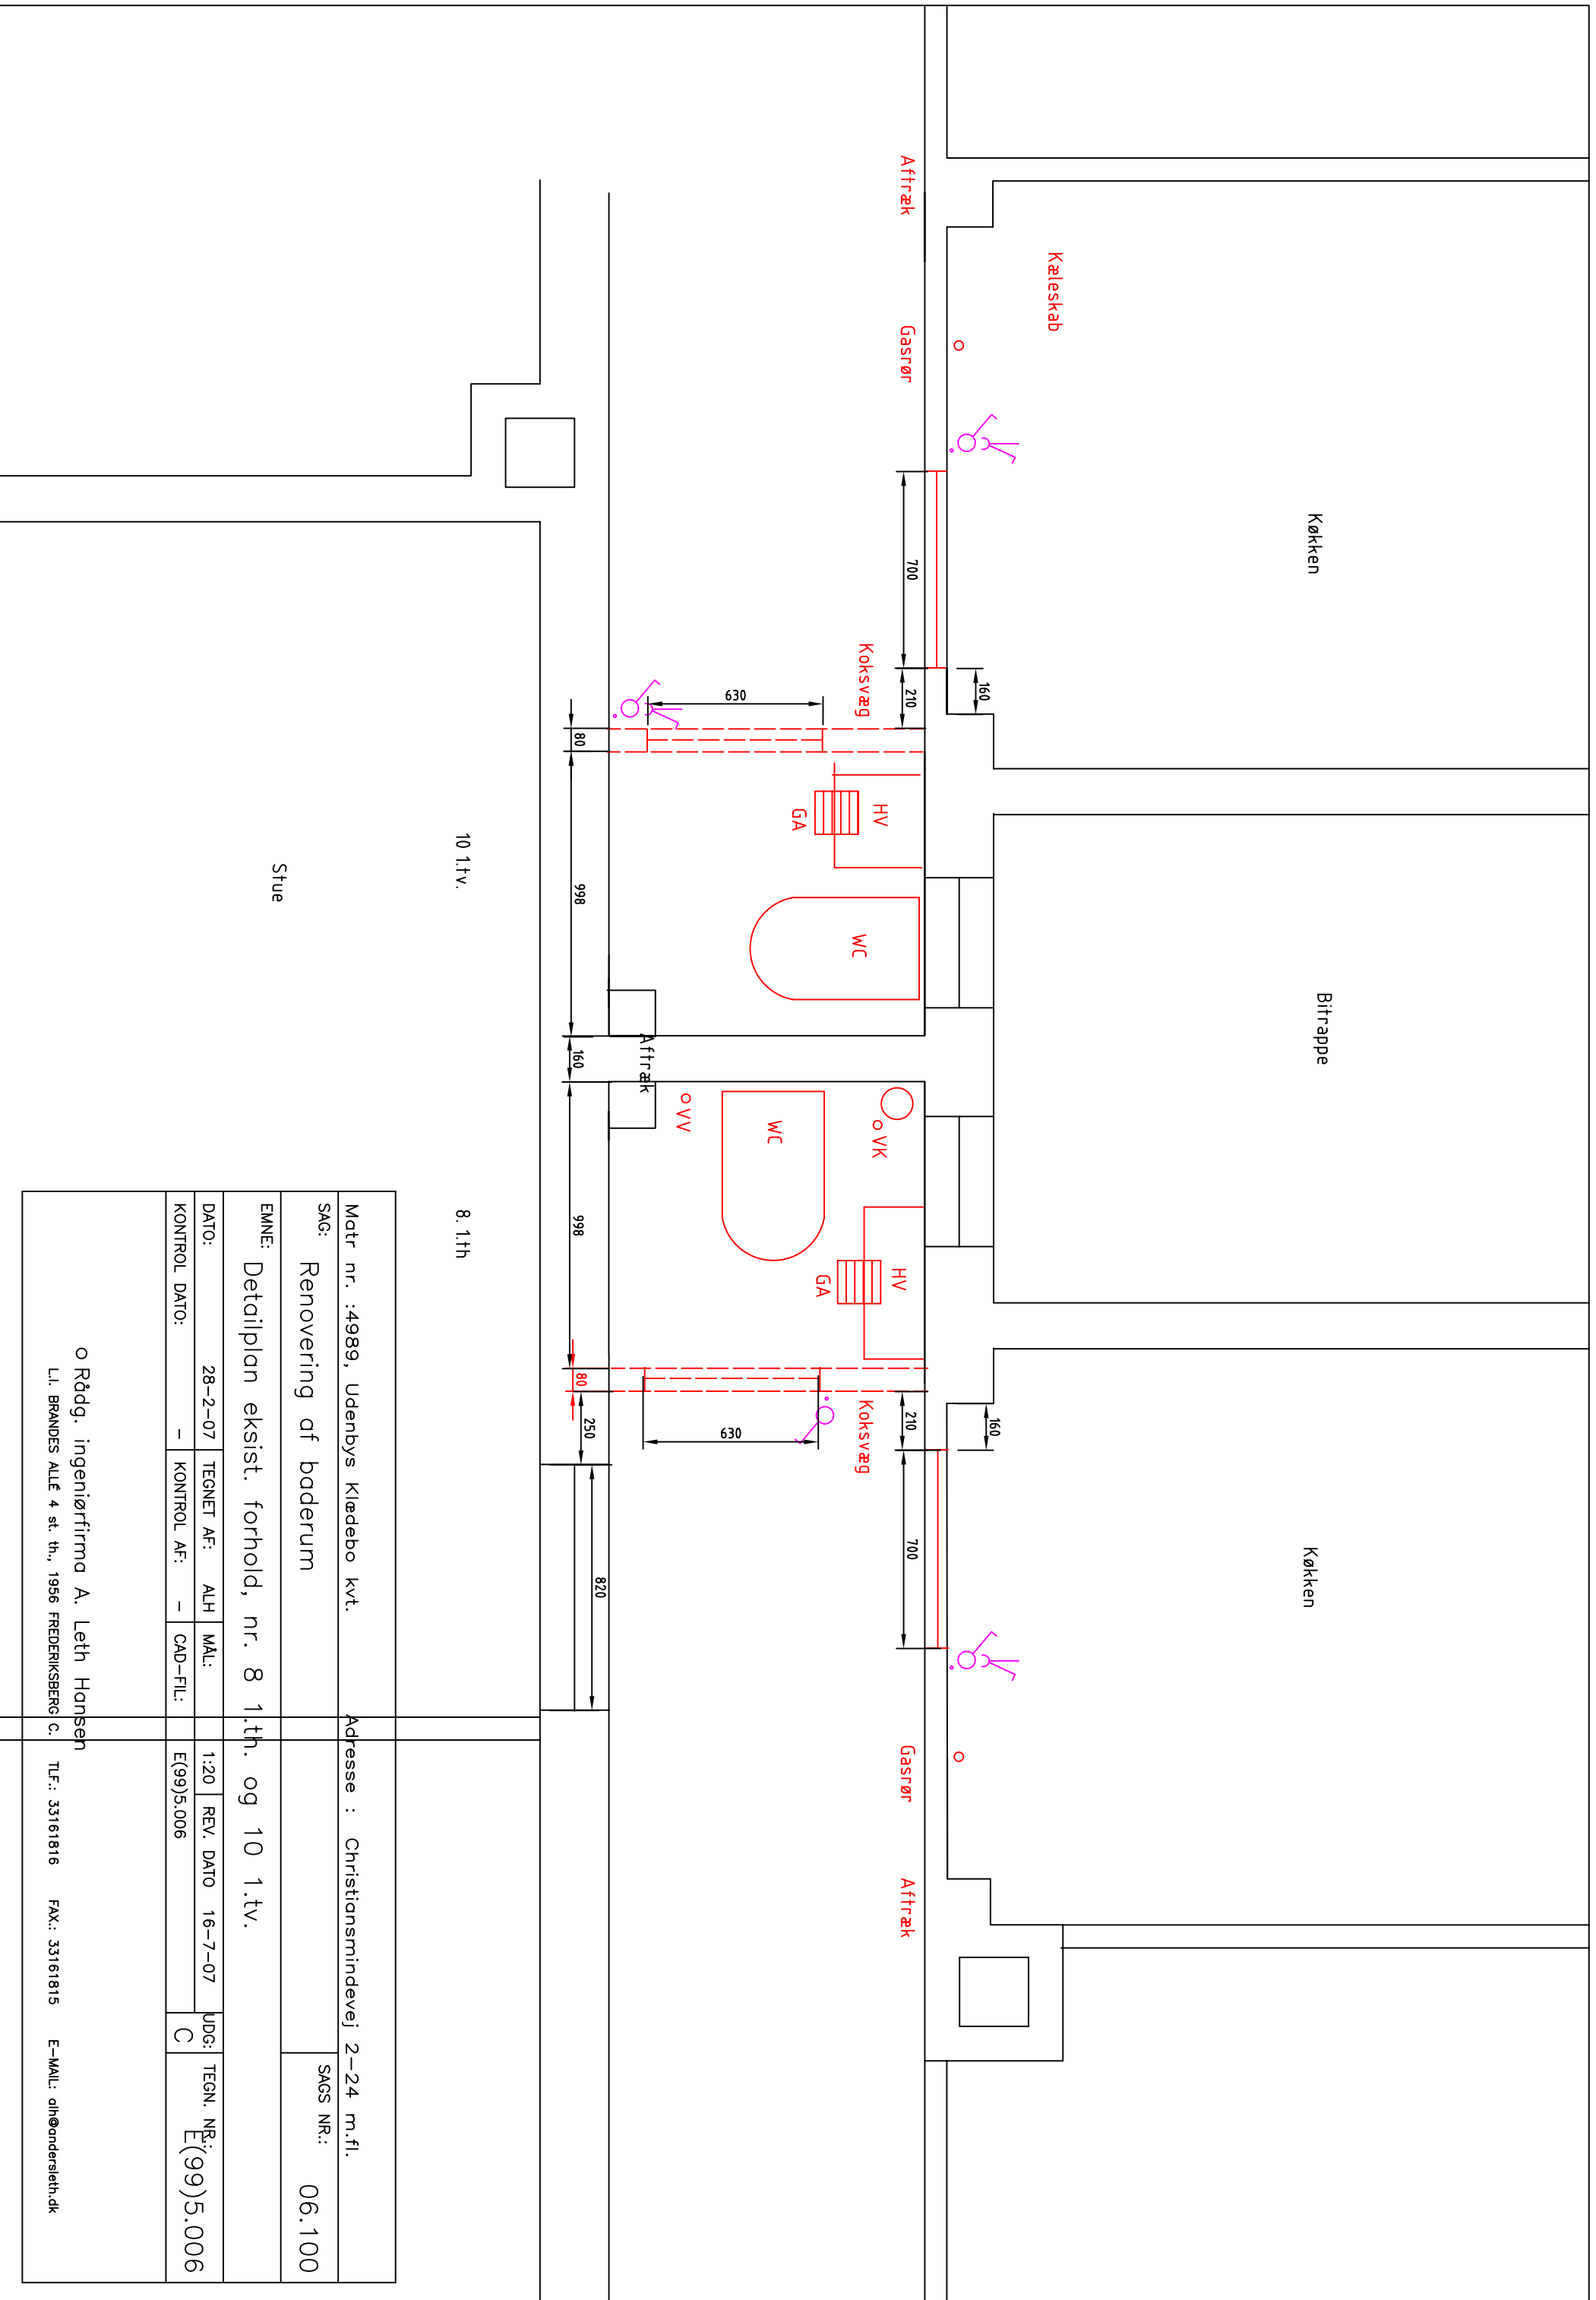 Køkken
Bitrappe
Køkken
Kæleskab
160
160
Aftræk
Gasrør
700
210
210
700
Gasrør
Aftræk
Koksvæg
HV
WC
VK
HV
Koksvæg
GA
GA
WC
630
VV
630
Aftræk
80
998
160
998
80
250
820
10 1.tv.
8. 1.th
Stue
Matr nr. :4989, Udenbys Klædebo kvt. Adresse : Christiansmindevej 2-24 m.fl.
SAG: Renovering af baderum SAGS NR.: 06.100
EMNE: Detailplan eksist. forhold, nr. 8 1.th. og 10 1.tv.
DATO: 28-2-07 TEGNET AF: ALH MÅL: 1:20 REV. DATO 16-7-07 UDG: C TEGN. NR.: E(99)5.006
KONTROL DATO: - KONTROL AF: - CAD-FIL: E(99)5.006
Rådg. ingeniørfirma A. Leth Hansen
L.I. BRANDES ALLÉ 4 st. th., 1956 FREDERIKSBERG C. TLF.: 33161816 FAX.: 33161815 E-MAIL: alh@andersleth.dk